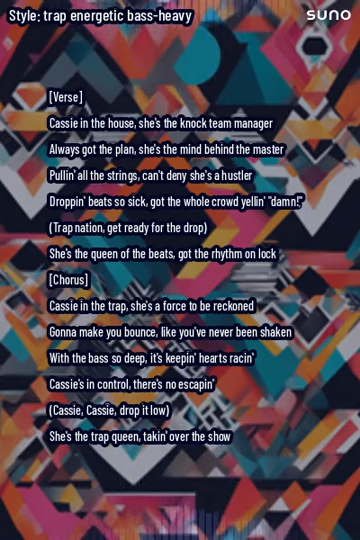 Style: trap energetic bass-heavy
suno
[Verse]
Cassie in the house, she's the knock team manager
Always got the plan, she's the mind behind the master
Pullin' all the strings, can't deny she's a hustler
Droppin' beats so sick, got the whole crowd yellin' "damn!"
(Trap nation, get ready for the drop)
She's the queen of the beats, got the rhythm on lock
[Chorus]
Cassie in the trap, she's a force to be reckoned
Gonna make you bounce, like you've never been shaken
With the bass so deep, it's keepin' hearts racin'
Cassie's in control, there's no escapin'
(Cassie, Cassie, drop it low)
She's the trap queen, takin' over the show